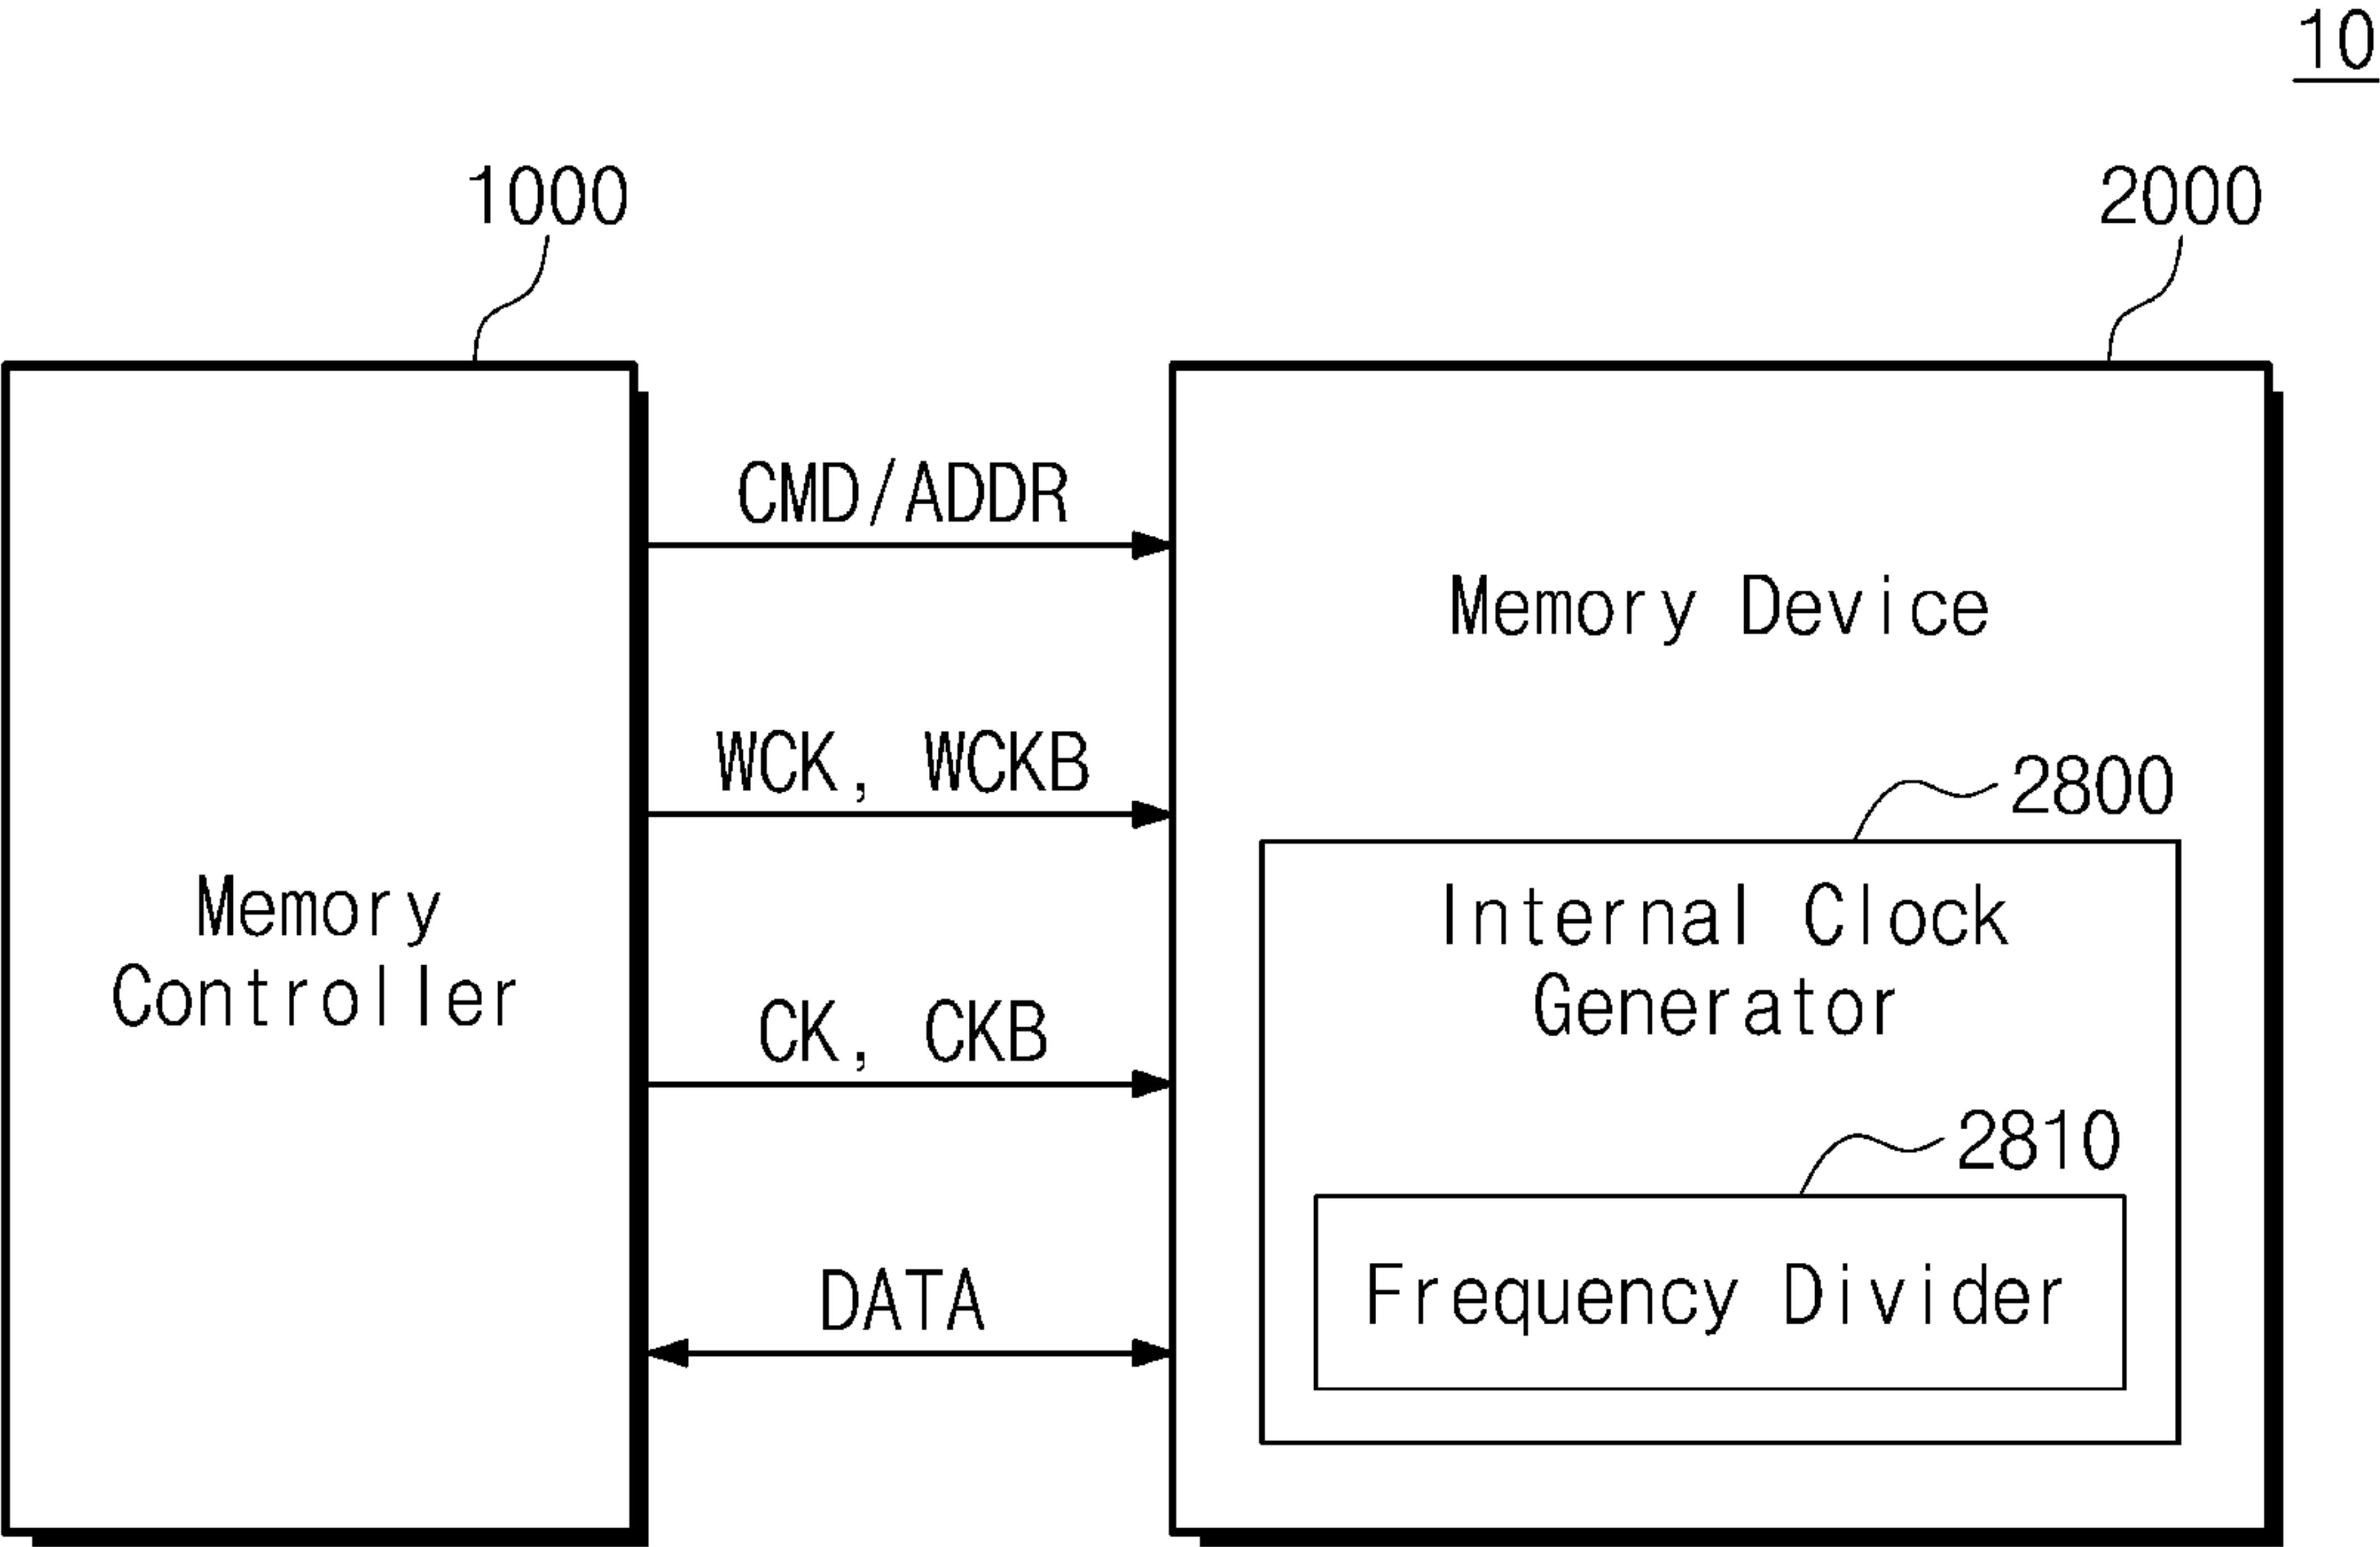 10
1000
2000
CMD/ADDR
Memory Device
WCK, WCKB
2800
Memory
Controller
Internal Clock
Generator
CK, CKB
2810
DATA
Frequency Divider